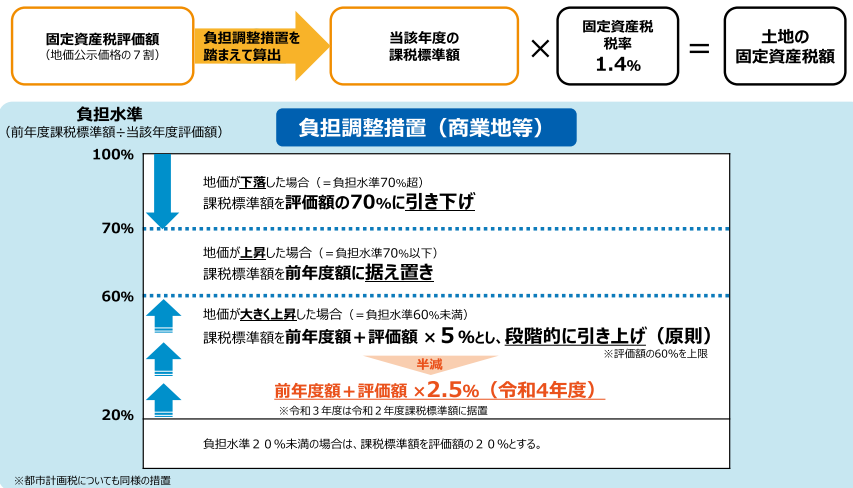 固定資産税評価額
（地価公示価格の７割）
負担調整措置を
踏まえて算出
当該年度の
課税標準額
×
固定資産税
税率
1.4%
＝
土地の
固定資産税額
負担水準
（前年度課税標準額÷当該年度評価額）
負担調整措置（商業地等）
100%
地価が下落した場合（＝負担水準70%超）
課税標準額を評価額の70%に引き下げ
70%
地価が上昇した場合（＝負担水準70%以下）
課税標準額を前年度額に据え置き
60%
地価が大きく上昇した場合（＝負担水準60%未満）
課税標準額を前年度額＋評価額 × 5 %とし、段階的に引き上げ（原則）
※評価額の60%を上限
半減
前年度額＋評価額 ×2.5%（令和4年度）
※令和３年度は令和２年度課税標準額に据置
20%
負担水準２０％未満の場合は、課税標準額を評価額の２０％とする。
※都市計画税についても同様の措置